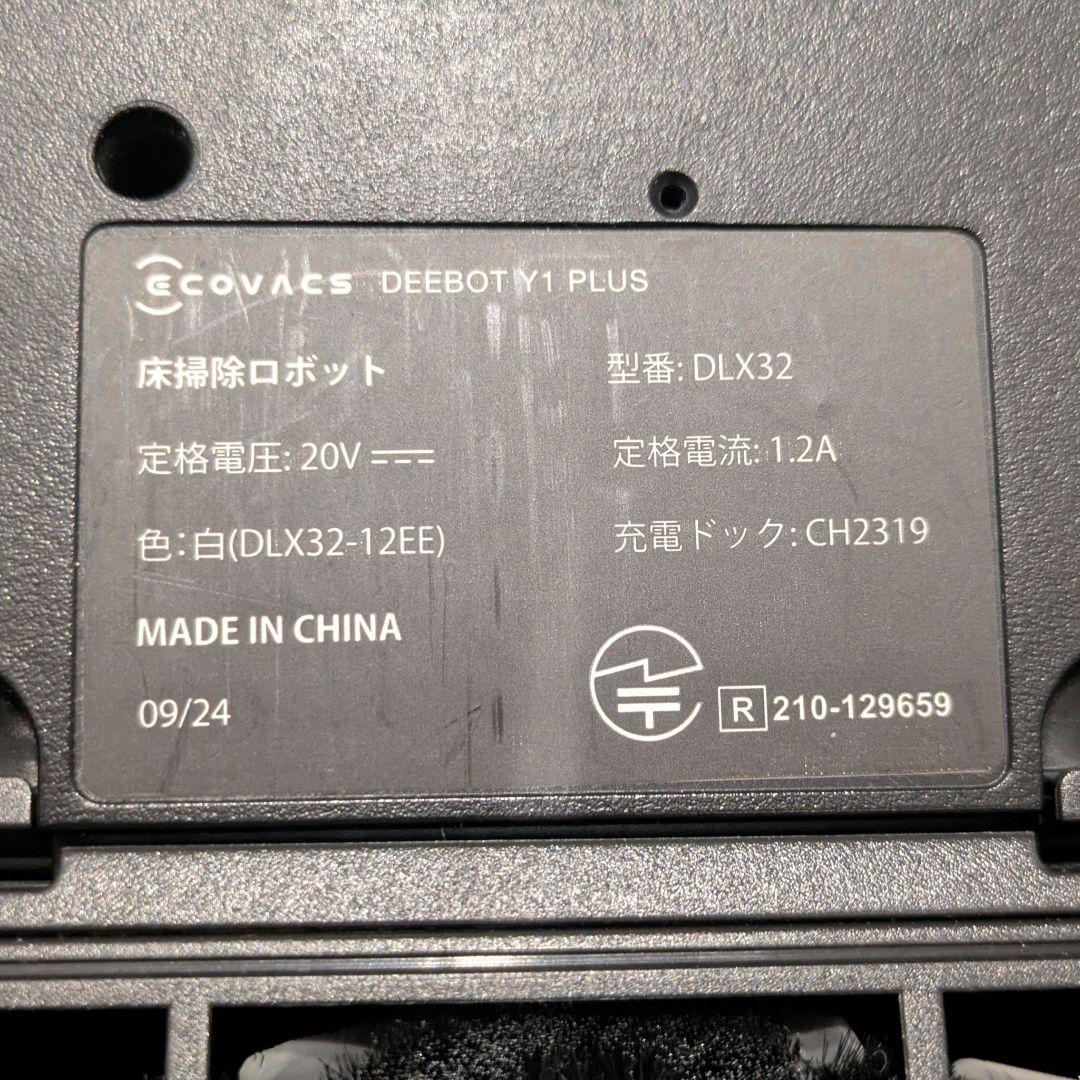 ECOVACS DEEBOT Y1 PLUS
床掃除ロボット 型番: DLX32
定格電圧: 20V 定格電流: 1.2A
色:白(DLX32-12EE) 充電ドック: CH2319
MADE IN CHINA
09/24 R 210-129659